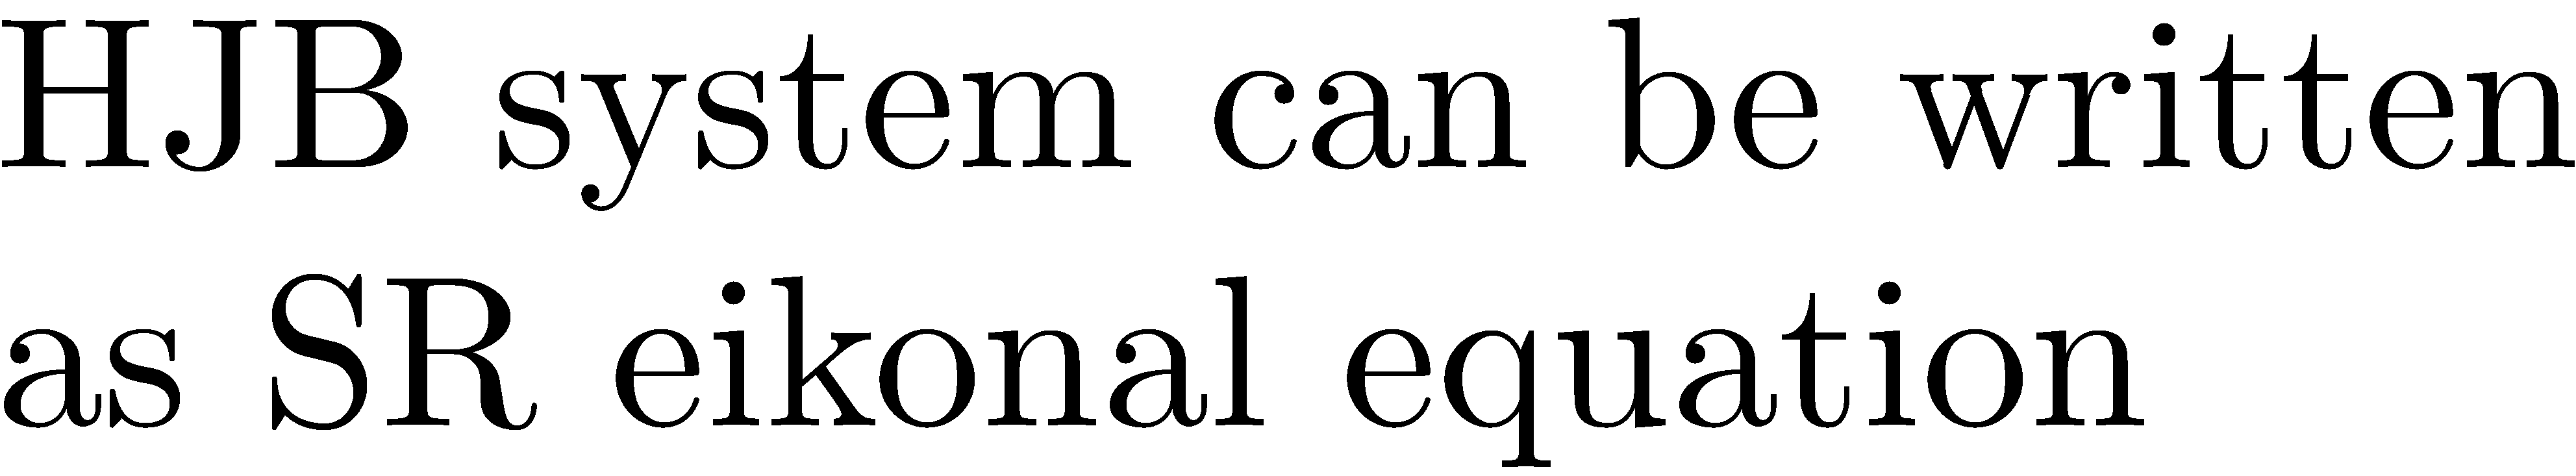 HJB system can be written
as SR eikonal equation